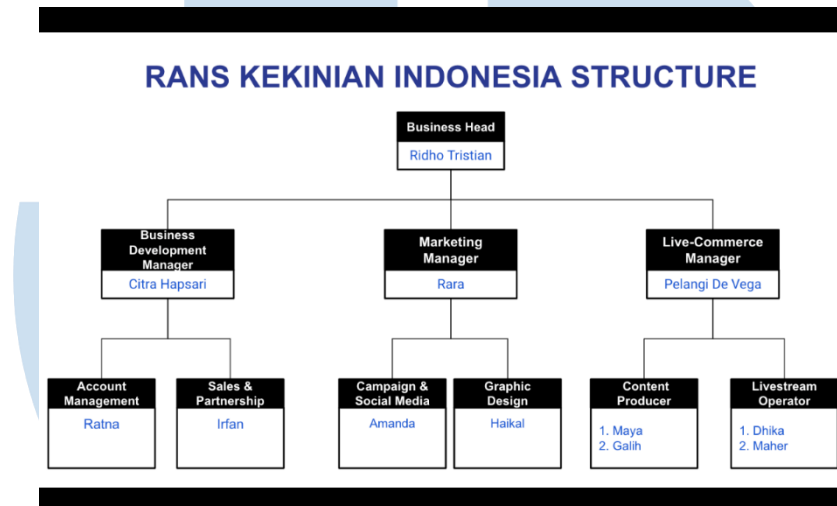 RANS KEKINIAN INDONESIA STRUCTURE
Business Head
Ridho Tristian
Business
Development
Manager
Citra Hapsari
Marketing
Manager
Rara
Live-Commerce
Manager
Pelangi De Vega
Account
Management
Ratna
Sales &
Partnership
Irfan
Campaign &
Social Media
Amanda
Graphic
Design
Haikal
Content
Producer
1. Maya
2. Galih
Livestream
Operator
1. Dhika
2. Maher